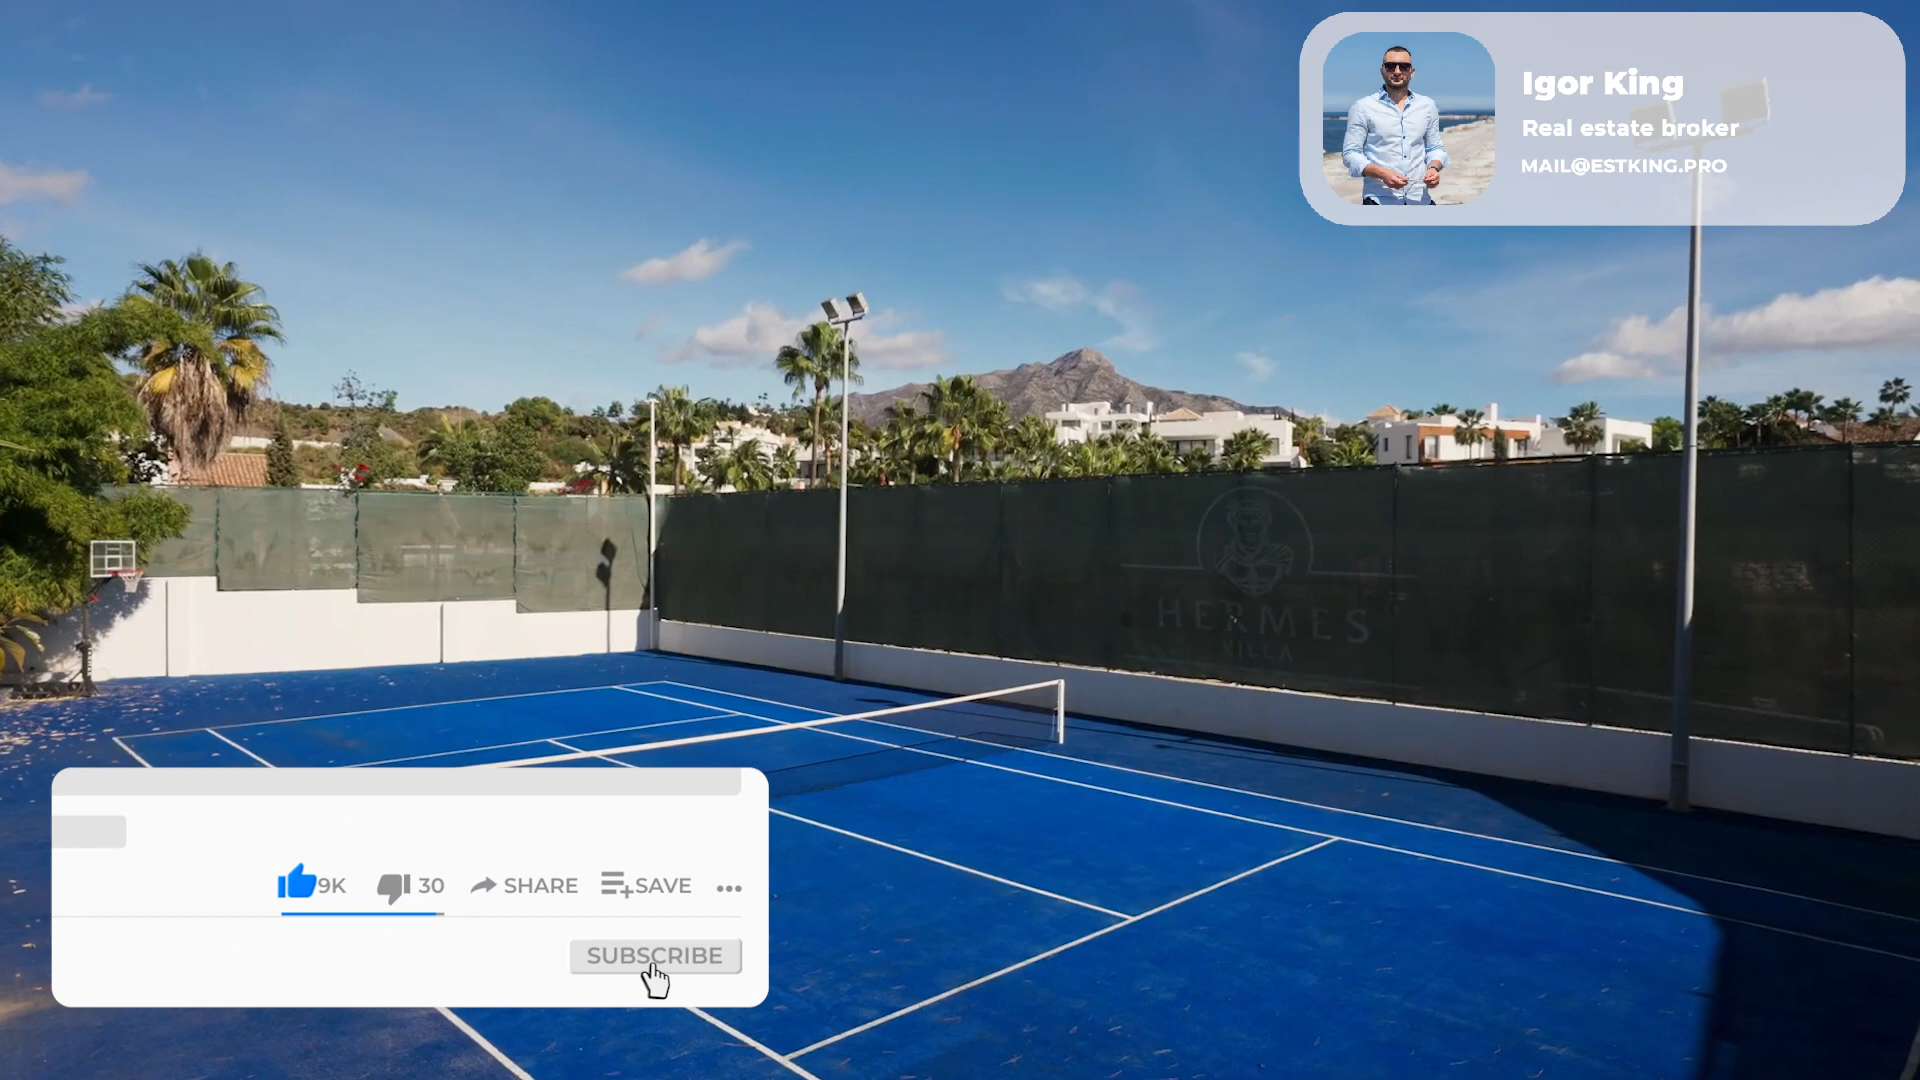 Igor King
Real estate broker
MAIL@ESTKING.PRO
HERMES
VILLA
9K
30
SHARE
SAVE
SUBSCRIBE